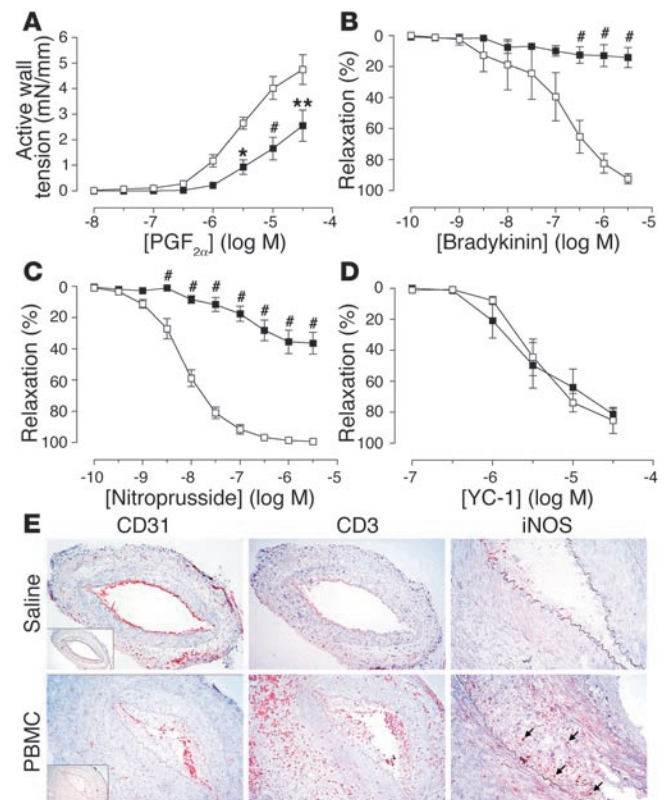 A
Active wall
tension (mN/mm)
6
5
4
3
2
1
0
* # **
-8 -7 -6 -5 -4
[PGF2α] (log M)
B
Relaxation (%)
0
20
40
60
80
100
# # #
-10 -9 -8 -7 -6 -5
[Bradykinin] (log M)
C
Relaxation (%)
0
20
40
60
80
100
# # # # # # #
-10 -9 -8 -7 -6 -5
[Nitroprusside] (log M)
D
Relaxation (%)
0
20
40
60
80
100
-7 -6 -5 -4
[YC-1] (log M)
E
CD31 CD3 iNOS
Saline
PBMC